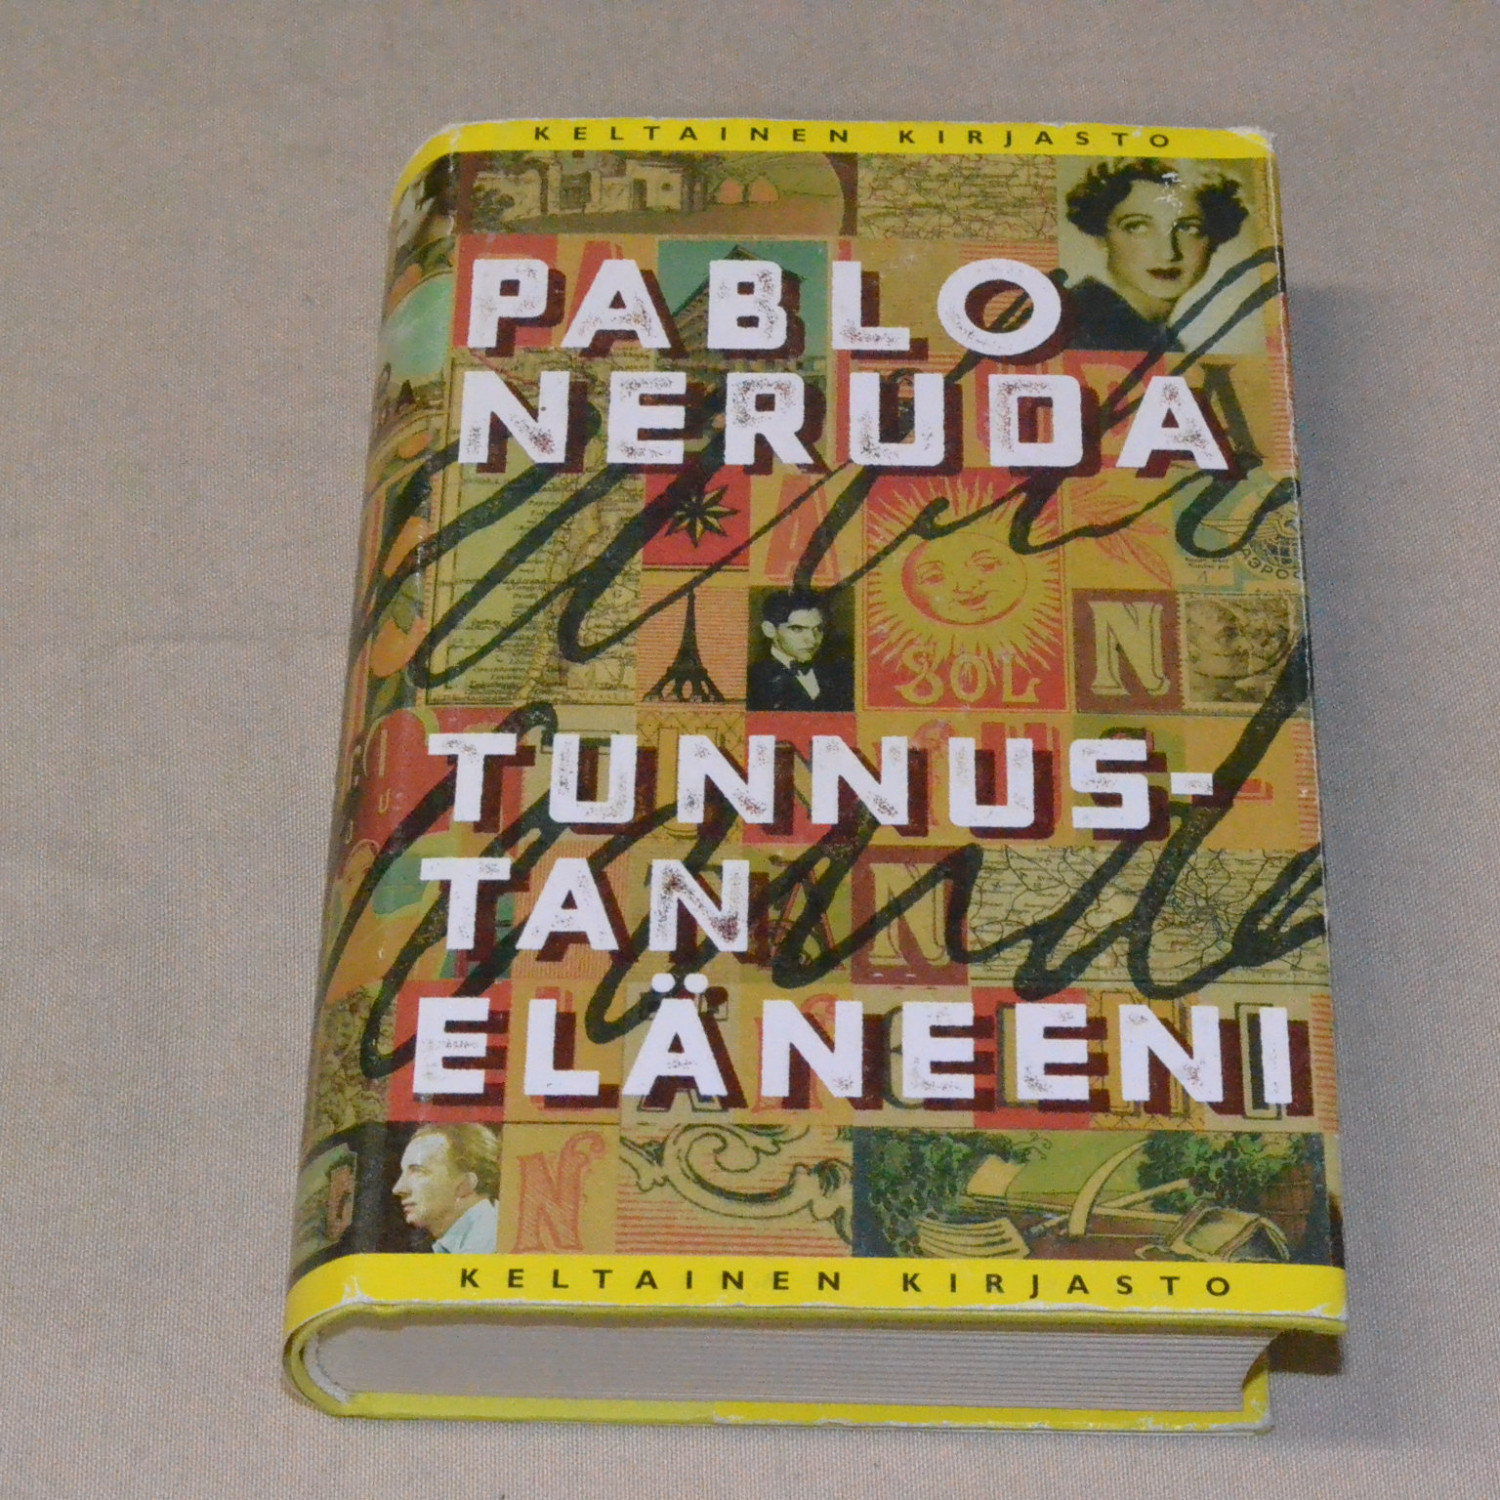 KELTAINEN KIRJASTO
PABLO
NERUDA
SOL
N
TUNNUS-
TAN
N
ELÄNEENI
N
KELTAINEN KIRJASTO